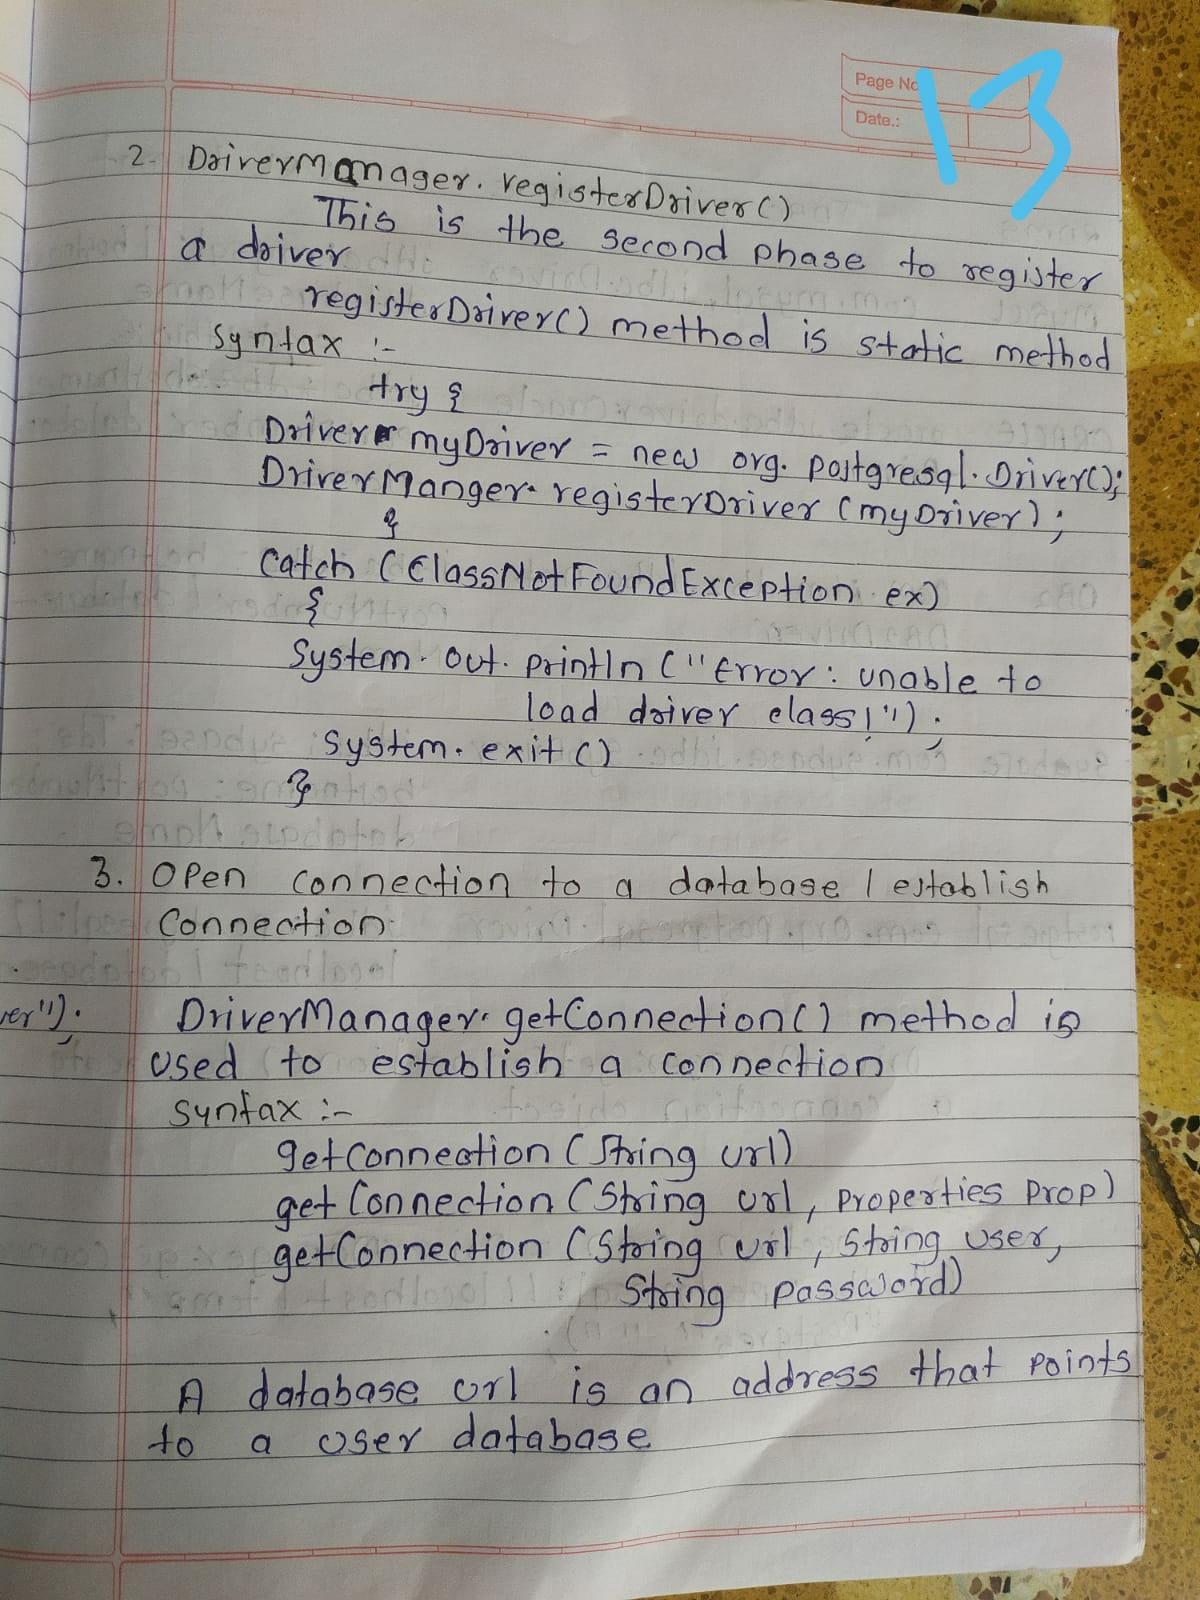 Page No
Date.:
13
2. DriverManager. registerDriver()
This is the second phase to register
a driver
registerDriver() method is static method
syntax :-
try {
Driver myDriver = new org. postgresql. Driver();
DriverManger. registerDriver (myDriver);
}
catch (ClassNotFoundException ex)
{
System. out. println ("Error: unable to
load driver class!");
System. exit ()
}
3. Open connection to a database / establish
Connection
ver");
DriverManager. getConnection() method is
used to establish a connection
syntax :-
getConnection (String url)
getConnection (String url, Properties Prop)
getConnection (String url, String user,
String password)
A database url is an address that points
to a user database